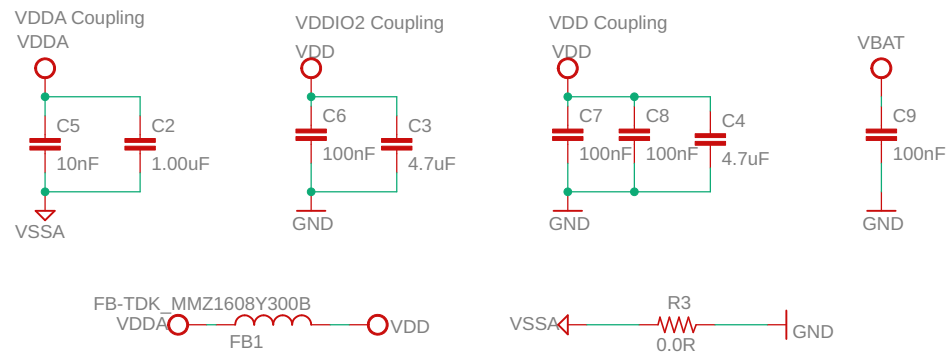 VDDA Coupling
VDDA
C5
10nF
C2
1.00uF
VSSA
VDDIO2 Coupling
VDD
C6
100nF
C3
4.7uF
GND
VDD Coupling
VDD
C7
100nF
C8
100nF
C4
4.7uF
GND
VBAT
C9
100nF
GND
FB-TDK_MMZ1608Y300B
VDDA
VDD
FB1
VSSA
R3
0.0R
GND